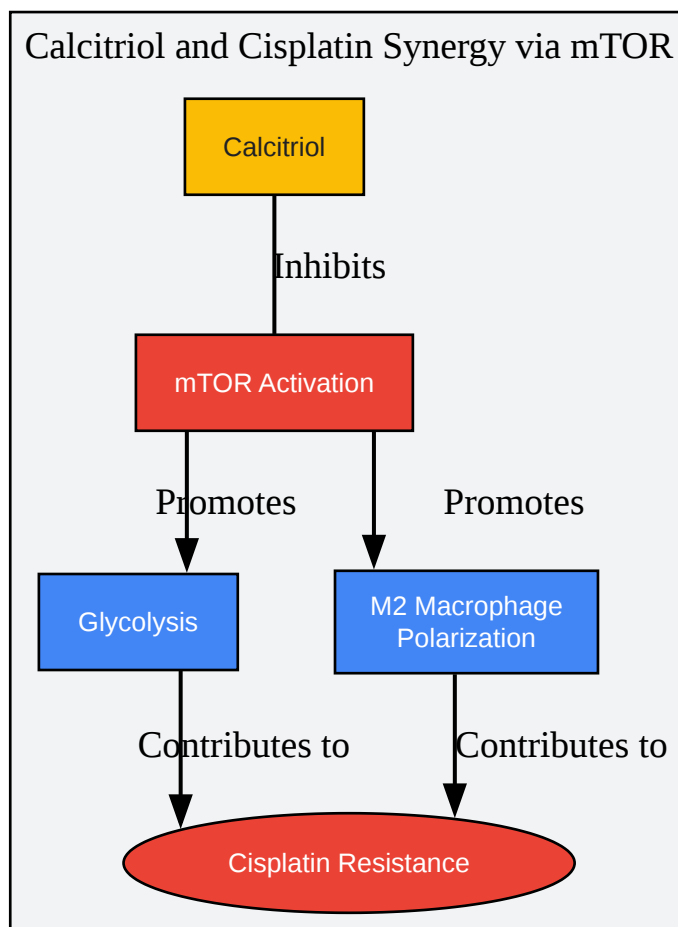 Calcitriol and Cisplatin Synergy via mTOR
Calcitriol
Inhibits
mTOR Activation
Promotes
Promotes
Glycolysis
M2 Macrophage
Polarization
Contributes to
Contributes to
Cisplatin Resistance